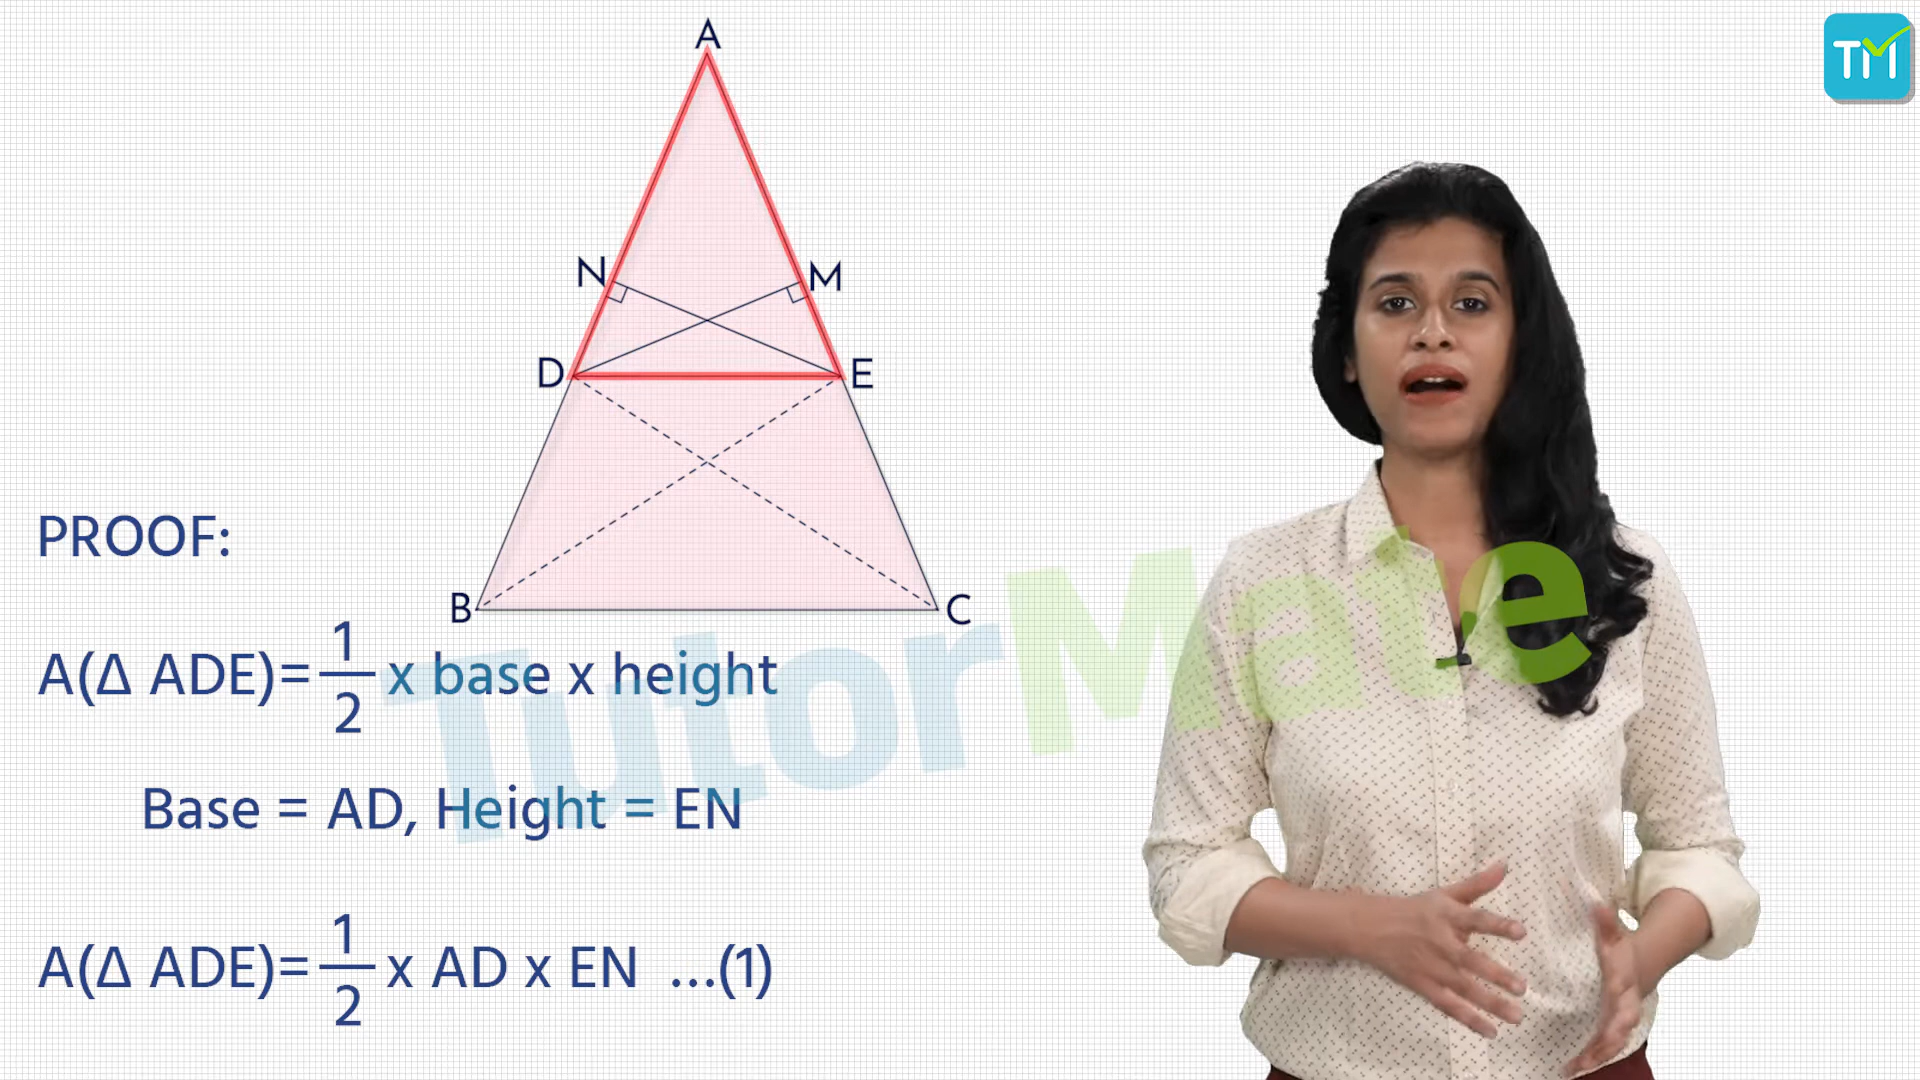 A
TM
N
M
D
E
B
C
PROOF:
A(Δ ADE)=1/2 x base x height
Base = AD, Height = EN
A(Δ ADE)=1/2 x AD x EN ...(1)
TutorMate